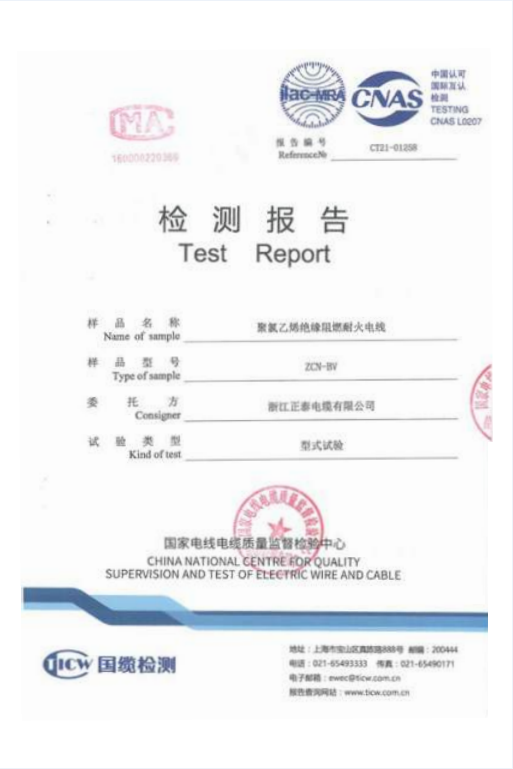 ilac-MRA
CNAS
中国认可
国际互认
检测
TESTING
CNAS L0207
MA
160008220369
报告编号
Reference№ CT21-01258
检测报告
Test Report
样品名称
Name of sample
聚氯乙烯绝缘阻燃耐火电线
样品型号
Type of sample
ZCN-BV
委托方
Consigner
浙江正泰电缆有限公司
试验类型
Kind of test
型式试验
国家电线电缆质量监督检验中心
CHINA NATIONAL CENTRE FOR QUALITY
SUPERVISION AND TEST OF ELECTRIC WIRE AND CABLE
TICW 国缆检测
地址：上海市宝山区真陈路888号 邮编：200444
电话：021-65493333 传真：021-65490171
电子邮箱：ewec@ticw.com.cn
报告查询网站：www.ticw.com.cn